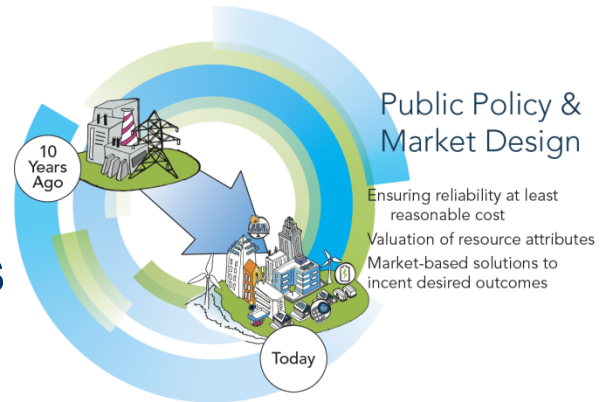 Public Policy &
Market Design
10
Years
Ago
Ensuring reliability at least
reasonable cost
Valuation of resource attributes
Market-based solutions to
incent desired outcomes
s
Today